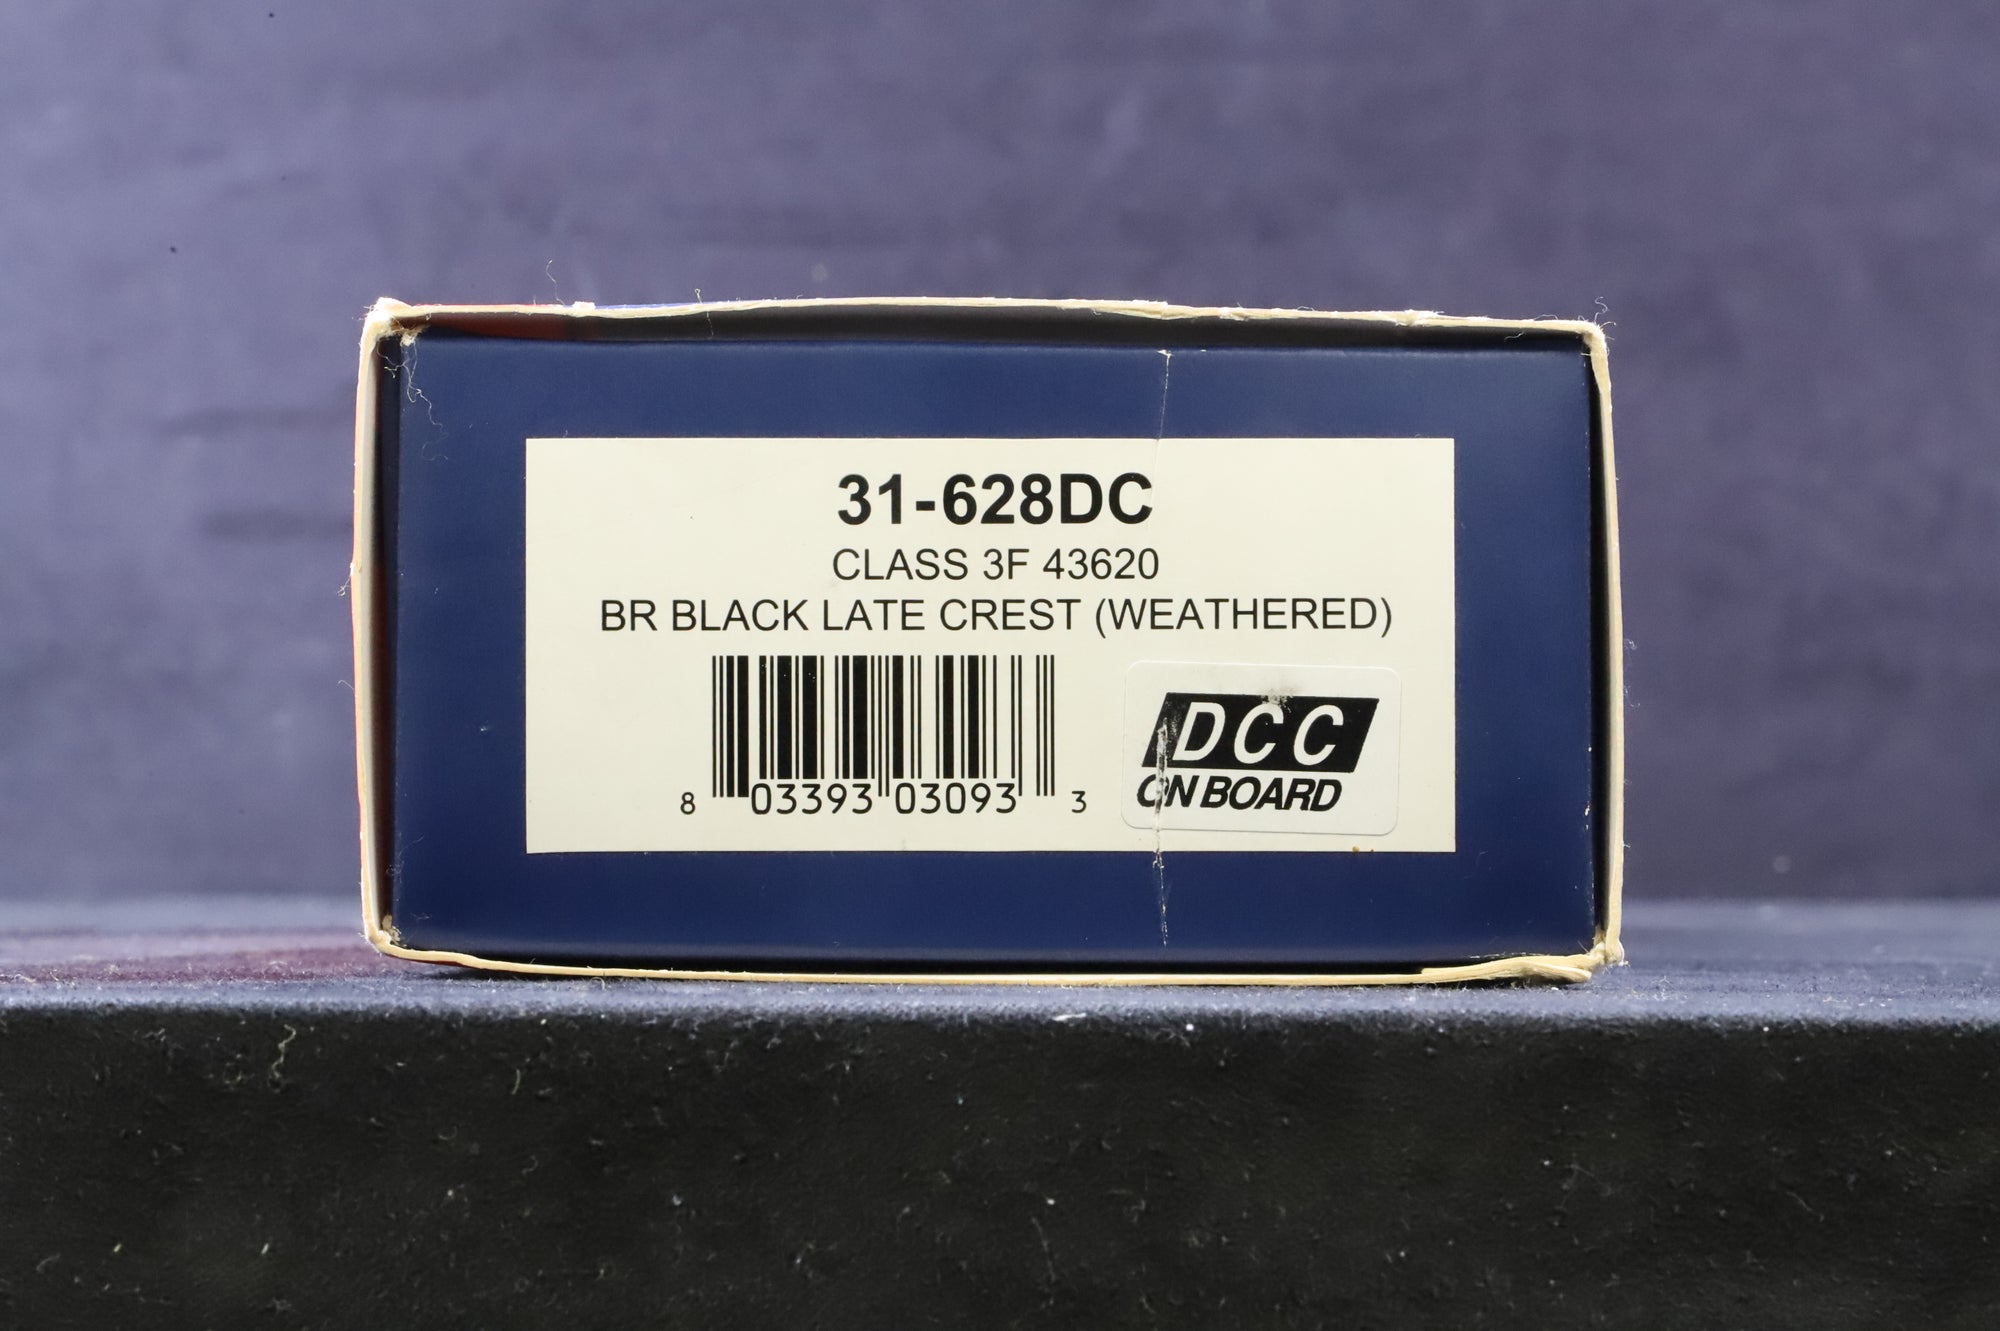 31-628DC
CLASS 3F 43620
BR BLACK LATE CREST (WEATHERED)
8 03393 03093 3
DCC
ON BOARD